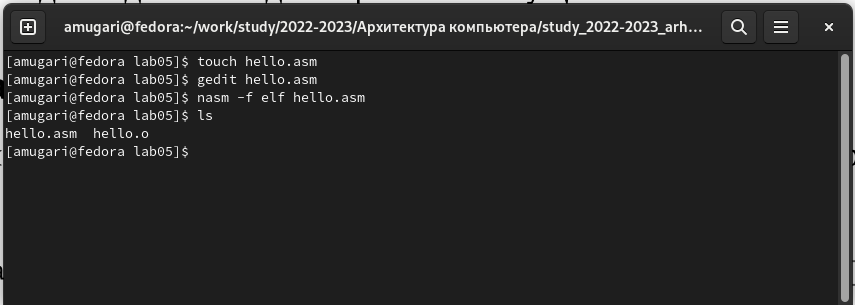 amugari@fedora:~/work/study/2022-2023/Архитектура компьютера/study_2022-2023_arh...
[amugari@fedora lab05]$ touch hello.asm
[amugari@fedora lab05]$ gedit hello.asm
[amugari@fedora lab05]$ nasm -f elf hello.asm
[amugari@fedora lab05]$ ls
hello.asm  hello.o
[amugari@fedora lab05]$